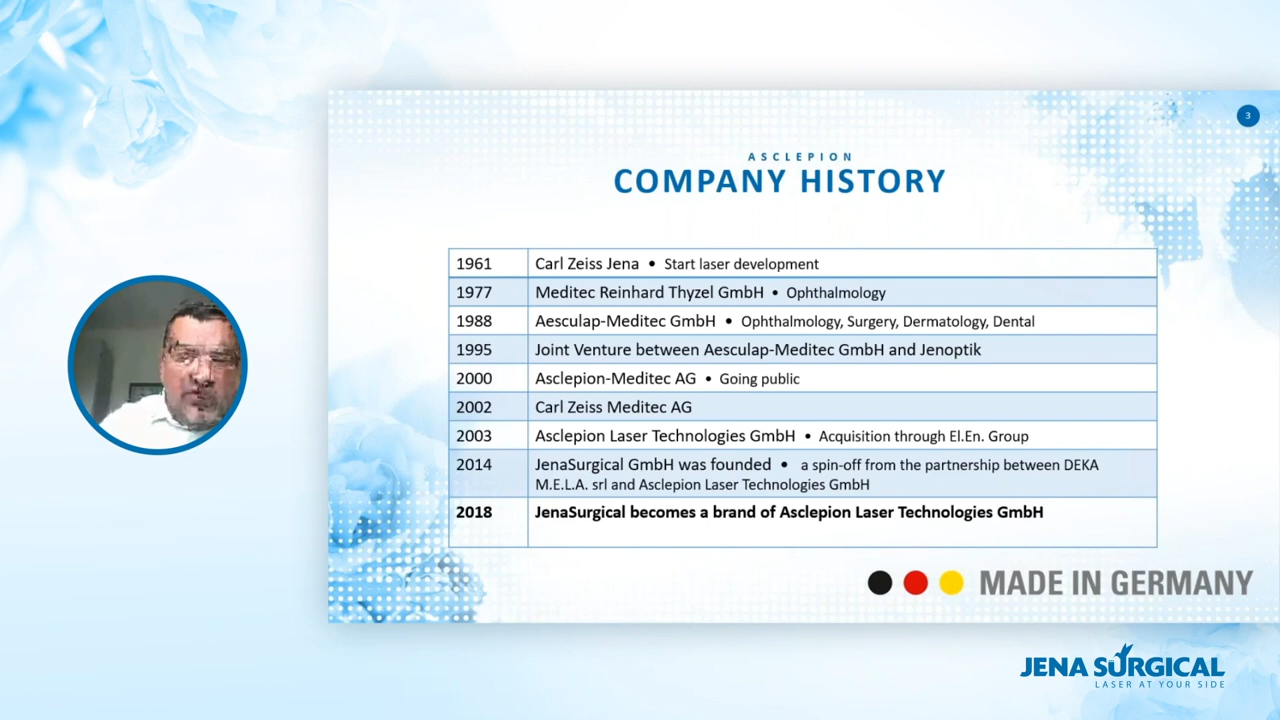 3
ASCLEPION
COMPANY HISTORY
1961 Carl Zeiss Jena • Start laser development
1977 Meditec Reinhard Thyzel GmbH • Ophthalmology
1988 Aesculap-Meditec GmbH • Ophthalmology, Surgery, Dermatology, Dental
1995 Joint Venture between Aesculap-Meditec GmbH and Jenoptik
2000 Asclepion-Meditec AG • Going public
2002 Carl Zeiss Meditec AG
2003 Asclepion Laser Technologies GmbH • Acquisition through El.En. Group
2014 JenaSurgical GmbH was founded • a spin-off from the partnership between DEKA
M.E.L.A. srl and Asclepion Laser Technologies GmbH
2018 JenaSurgical becomes a brand of Asclepion Laser Technologies GmbH
MADE IN GERMANY
JENA SURGICAL
LASER AT YOUR SIDE